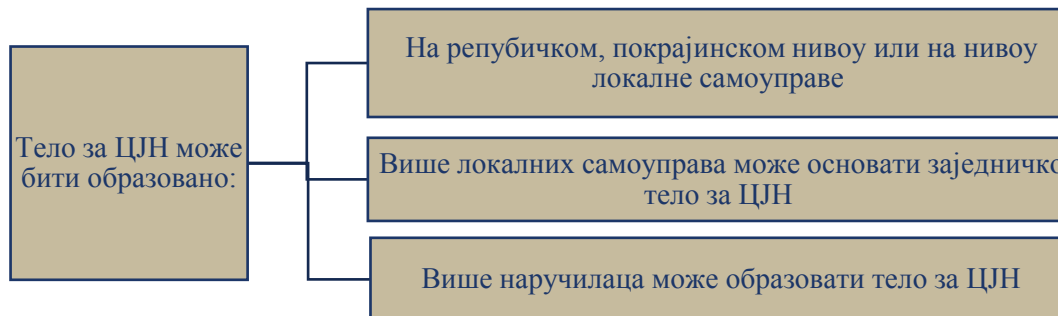 Тело за ЦЈН може
бити образовано:
На репубичком, покрајинском нивоу или на нивоу
локалне самоуправе
Више локалних самоуправа може основати заједничко
тело за ЦЈН
Више наручилаца може образовати тело за ЦЈН